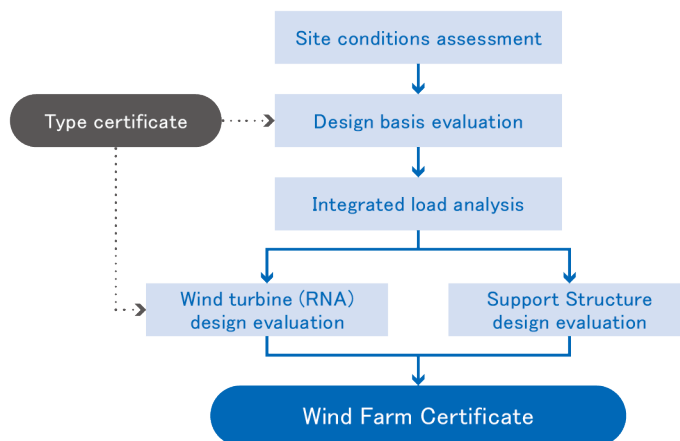 Site conditions assessment
Type certificate
Design basis evaluation
Integrated load analysis
Wind turbine (RNA)
design evaluation
Support Structure
design evaluation
Wind Farm Certificate